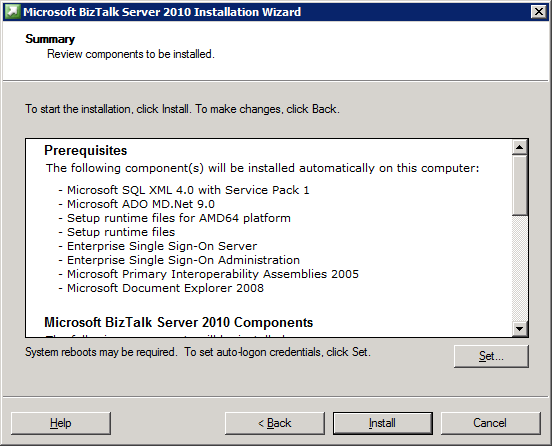 Microsoft BizTalk Server 2010 Installation Wizard
Summary
Review components to be installed.
To start the installation, click Install. To make changes, click Back.
Prerequisites
The following component(s) will be installed automatically on this computer:
- Microsoft SQL XML 4.0 with Service Pack 1
- Microsoft ADO MD.Net 9.0
- Setup runtime files for AMD64 platform
- Setup runtime files
- Enterprise Single Sign-On Server
- Enterprise Single Sign-On Administration
- Microsoft Primary Interoperability Assemblies 2005
- Microsoft Document Explorer 2008
Microsoft BizTalk Server 2010 Components
System reboots may be required. To set auto-logon credentials, click Set.
Set...
Help
< Back
Install
Cancel